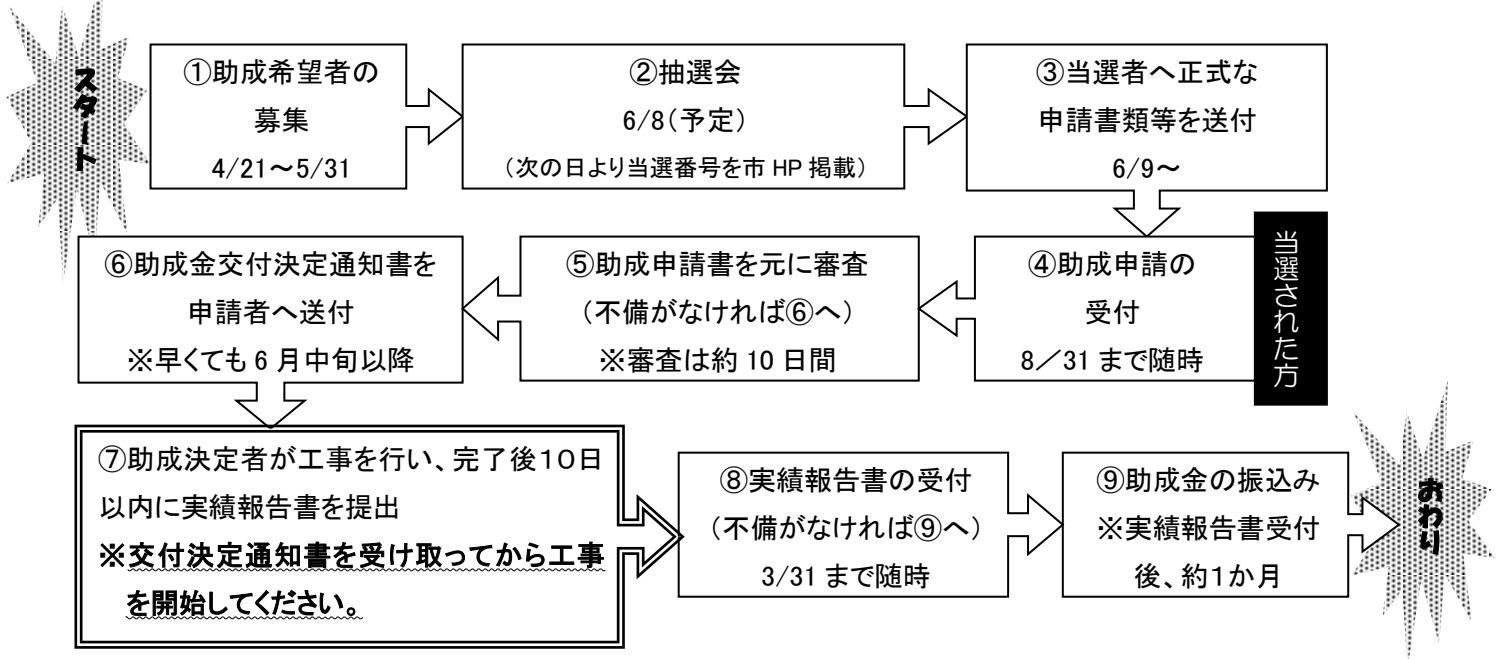 スタート
①助成希望者の
募集
4/21～5/31
②抽選会
6/8(予定)
(次の日より当選番号を市 HP 掲載)
③当選者へ正式な
申請書類等を送付
6/9～
当選された方
④助成申請の
受付
8／31 まで随時
⑤助成申請書を元に審査
(不備がなければ⑥へ)
※審査は約 10 日間
⑥助成金交付決定通知書を
申請者へ送付
※早くても 6 月中旬以降
⑦助成決定者が工事を行い、完了後１０日
以内に実績報告書を提出
※交付決定通知書を受け取ってから工事
を開始してください。
⑧実績報告書の受付
(不備がなければ⑨へ)
3/31 まで随時
⑨助成金の振込み
※実績報告書受付
後、約１か月
おわり